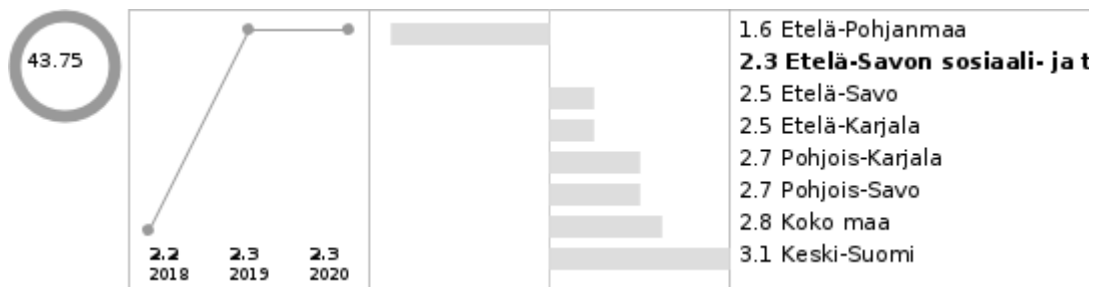 43.75
2.2 2.3 2.3
2018 2019 2020
1.6 Etelä-Pohjanmaa
2.3 Etelä-Savon sosiaali- ja t
2.5 Etelä-Savo
2.5 Etelä-Karjala
2.7 Pohjois-Karjala
2.7 Pohjois-Savo
2.8 Koko maa
3.1 Keski-Suomi